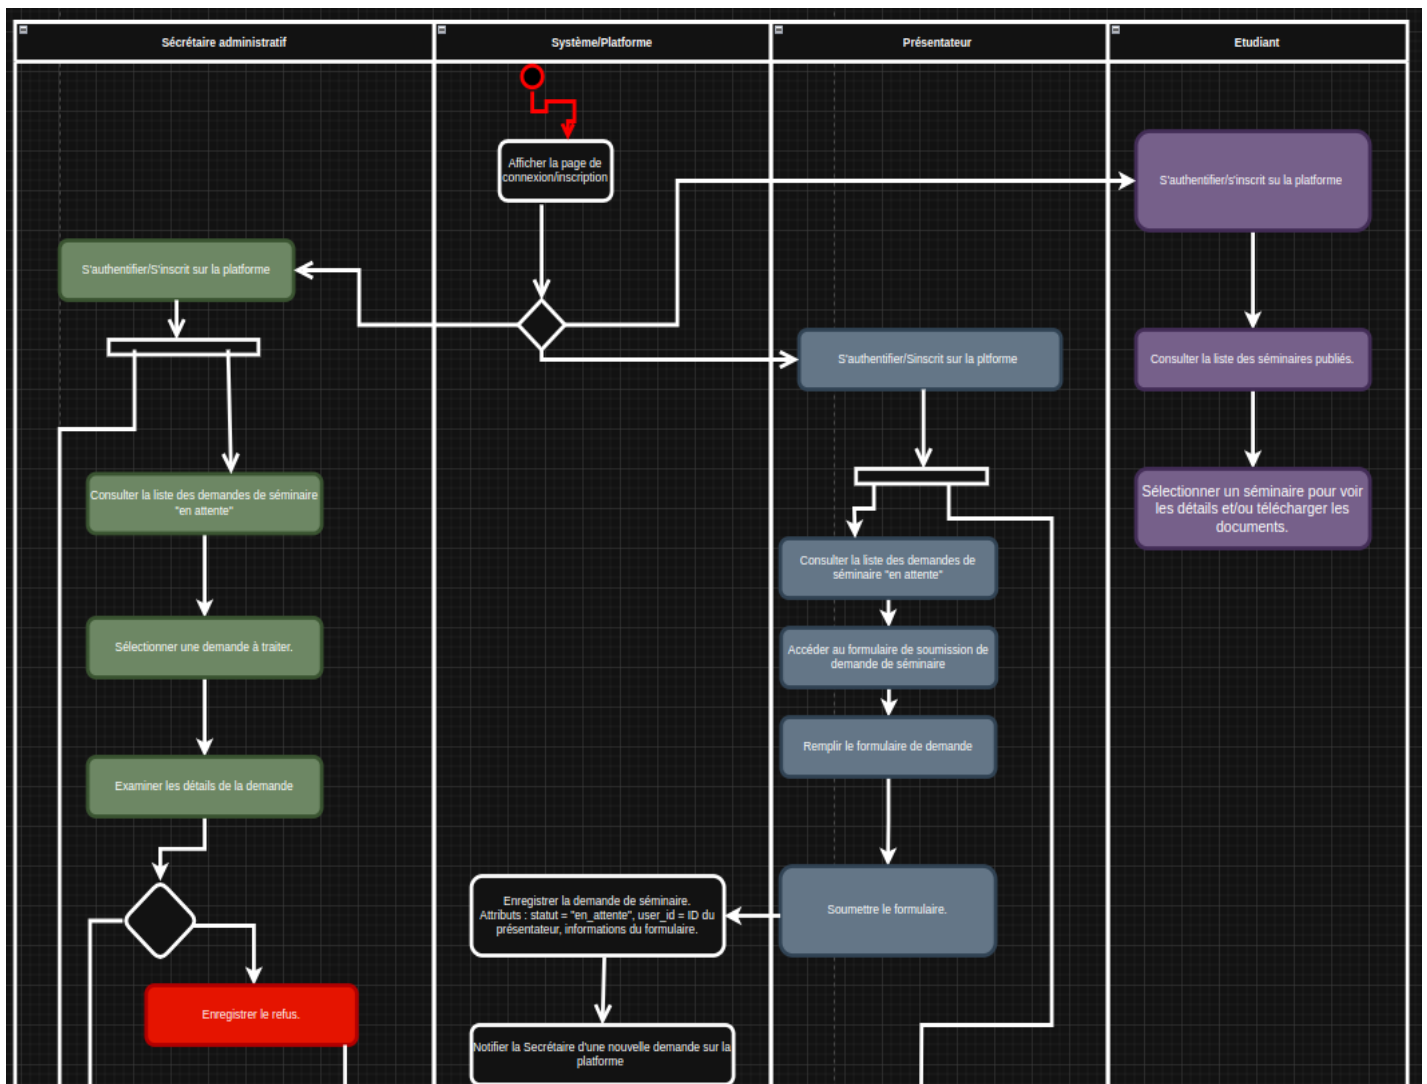 Sécrétaire administratif
Système/Platforme
Présentateur
Etudiant
Afficher la page de
connexion/inscription
S'authentifier/s'inscrit su la platforme
S'authentifier/S'inscrit sur la platforme
S'authentifier/Sinscrit sur la pltforme
Consulter la liste des séminaires publiés.
Consulter la liste des demandes de séminaire
"en attente"
Sélectionner un séminaire pour voir
les détails et/ou télécharger les
documents.
Consulter la liste des demandes de
séminaire "en attente"
Sélectionner une demande à traiter.
Accéder au formulaire de soumission de
demande de séminaire
Remplir le formulaire de demande
Examiner les détails de la demande
Enregistrer la demande de séminaire.
Attributs : statut = "en_attente", user_id = ID du
présentateur, informations du formulaire.
Soumettre le formulaire.
Enregistrer le refus.
Notifier la Secrétaire d'une nouvelle demande sur la
platforme